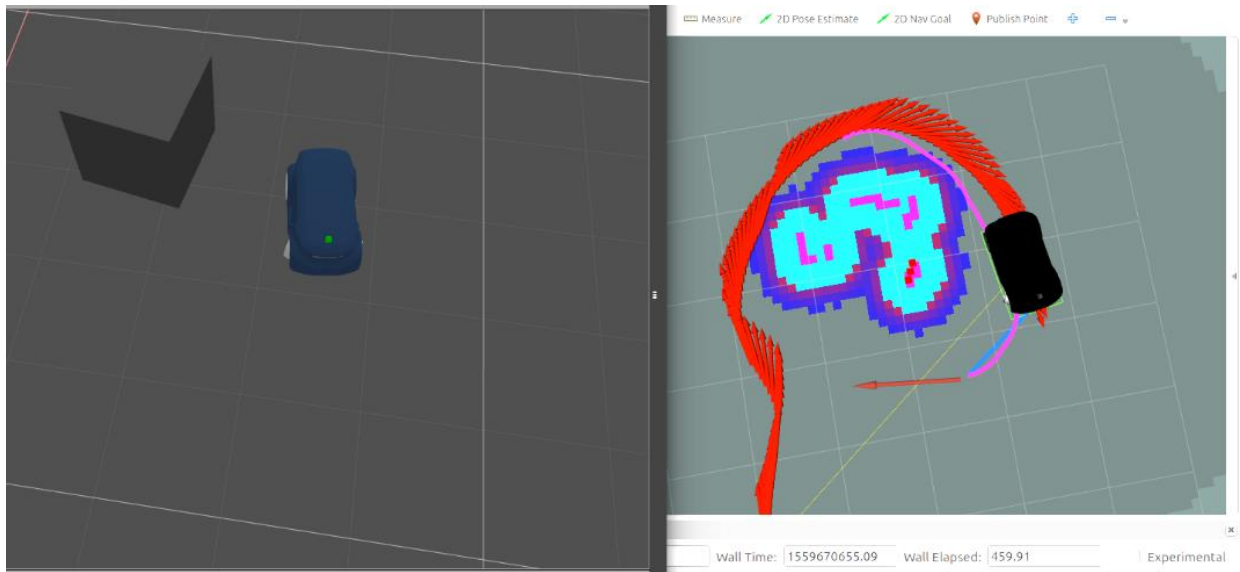 Measure 2D Pose Estimate 2D Nav Goal Publish Point
Wall Time: 1559670655.09 Wall Elapsed: 459.91 Experimental